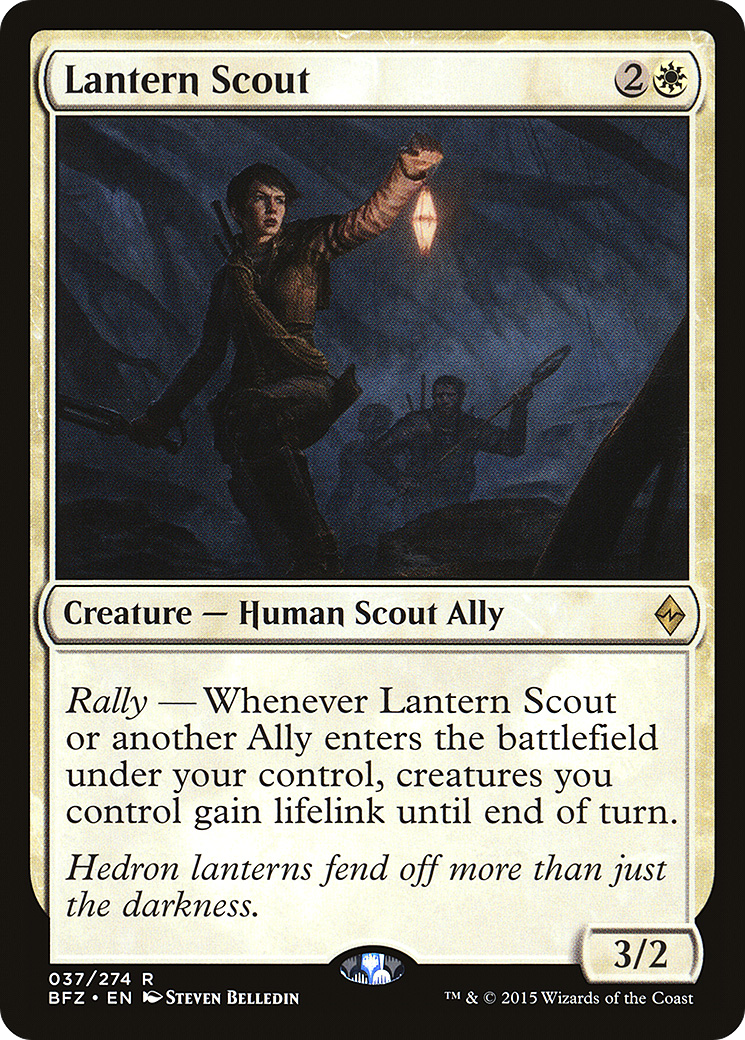 Lantern Scout 2
Creature — Human Scout Ally
Rally — Whenever Lantern Scout
or another Ally enters the battlefield
under your control, creatures you
control gain lifelink until end of turn.
Hedron lanterns fend off more than just
the darkness.
3/2
037/274 R
BFZ • EN Steven Belledin
™ & © 2015 Wizards of the Coast